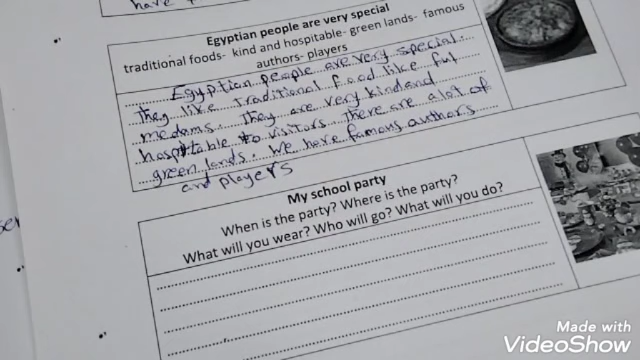 have
Egyptian people are very special
traditional foods- kind and hospitable- green lands- famous
authors- players
Egyptian people are very special.
They like Traditional food like ful
medams. They are very kind and
hospitable to visitors. There are a lot of
green lands. We have famous authors
and players
My school party
When is the party? Where is the party?
What will you wear? Who will go? What will you do?
Made with
VideoShow